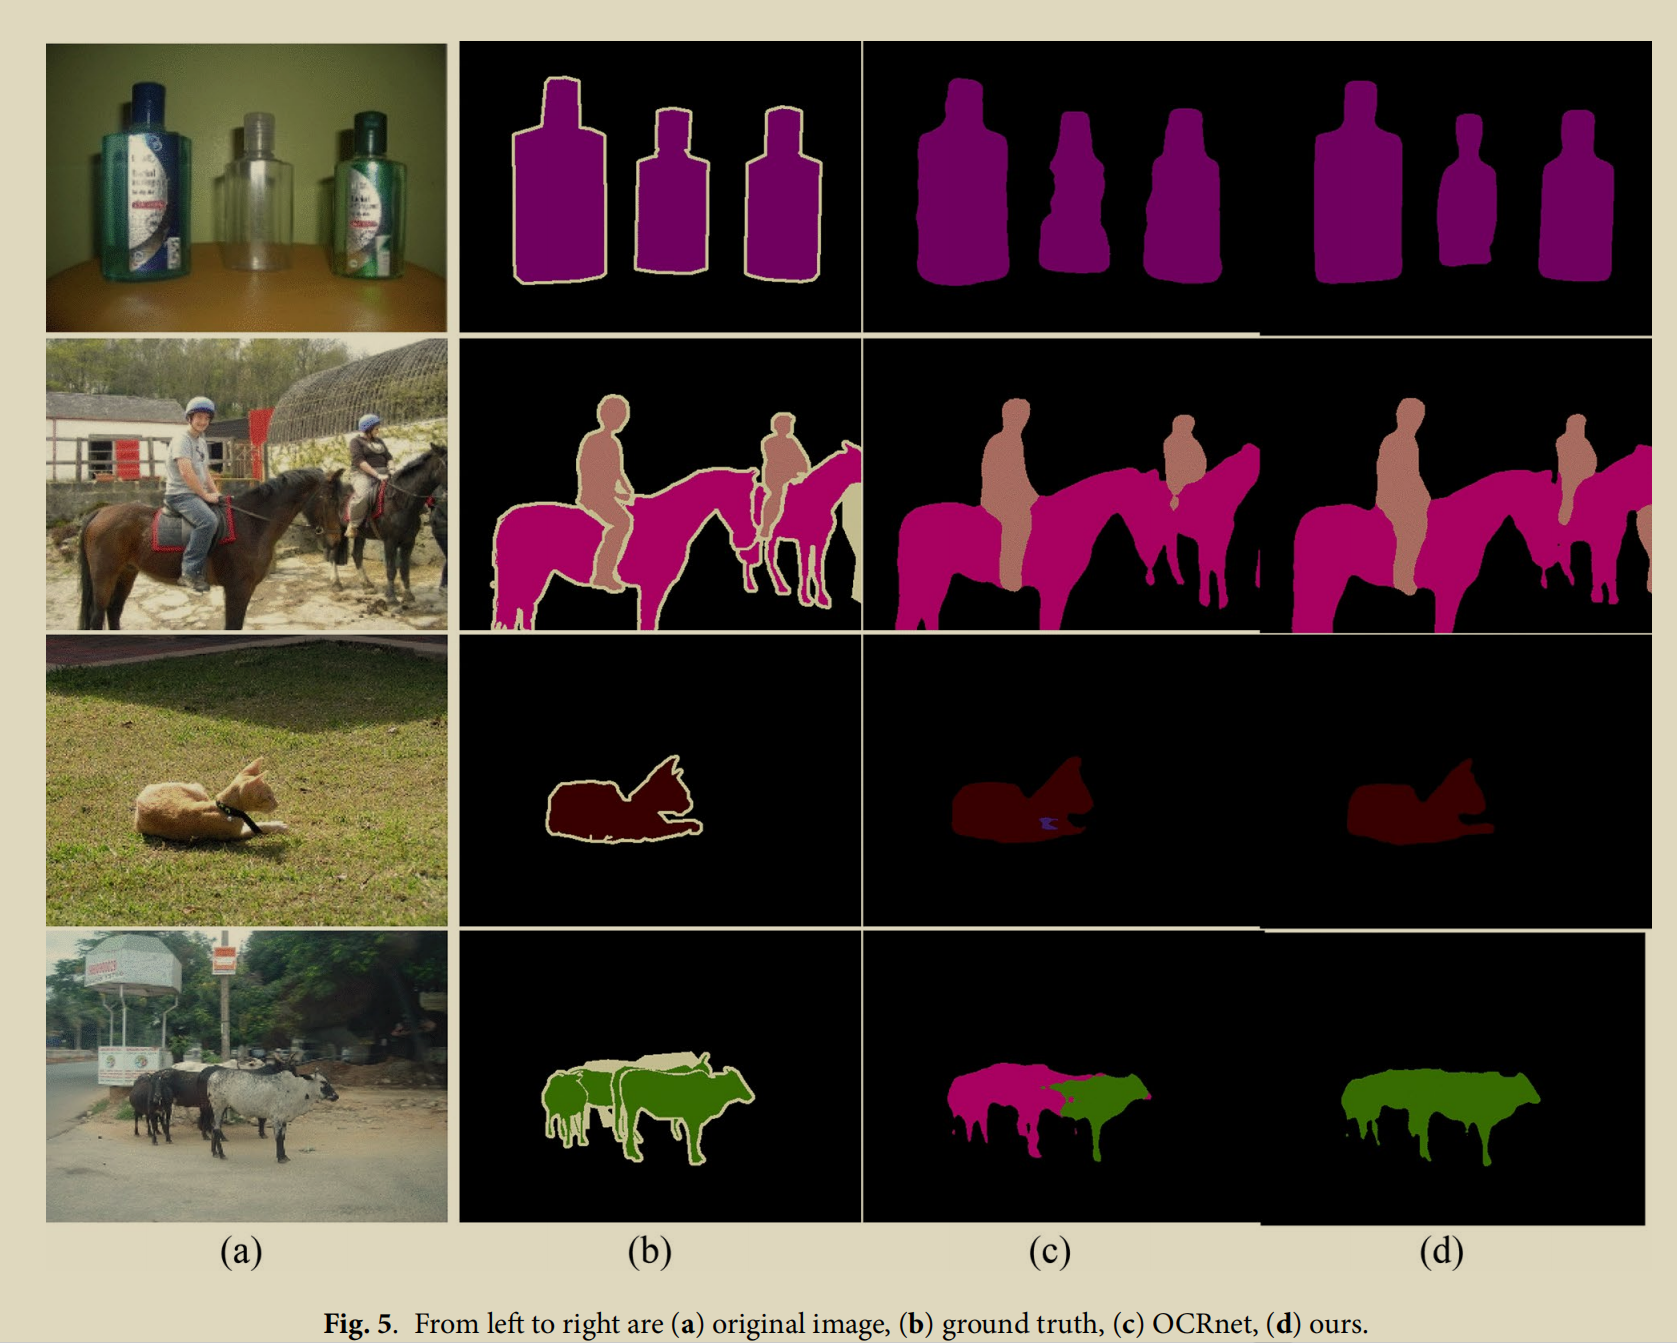 (a) (b) (c) (d)
Fig. 5. From left to right are (a) original image, (b) ground truth, (c) OCRnet, (d) ours.